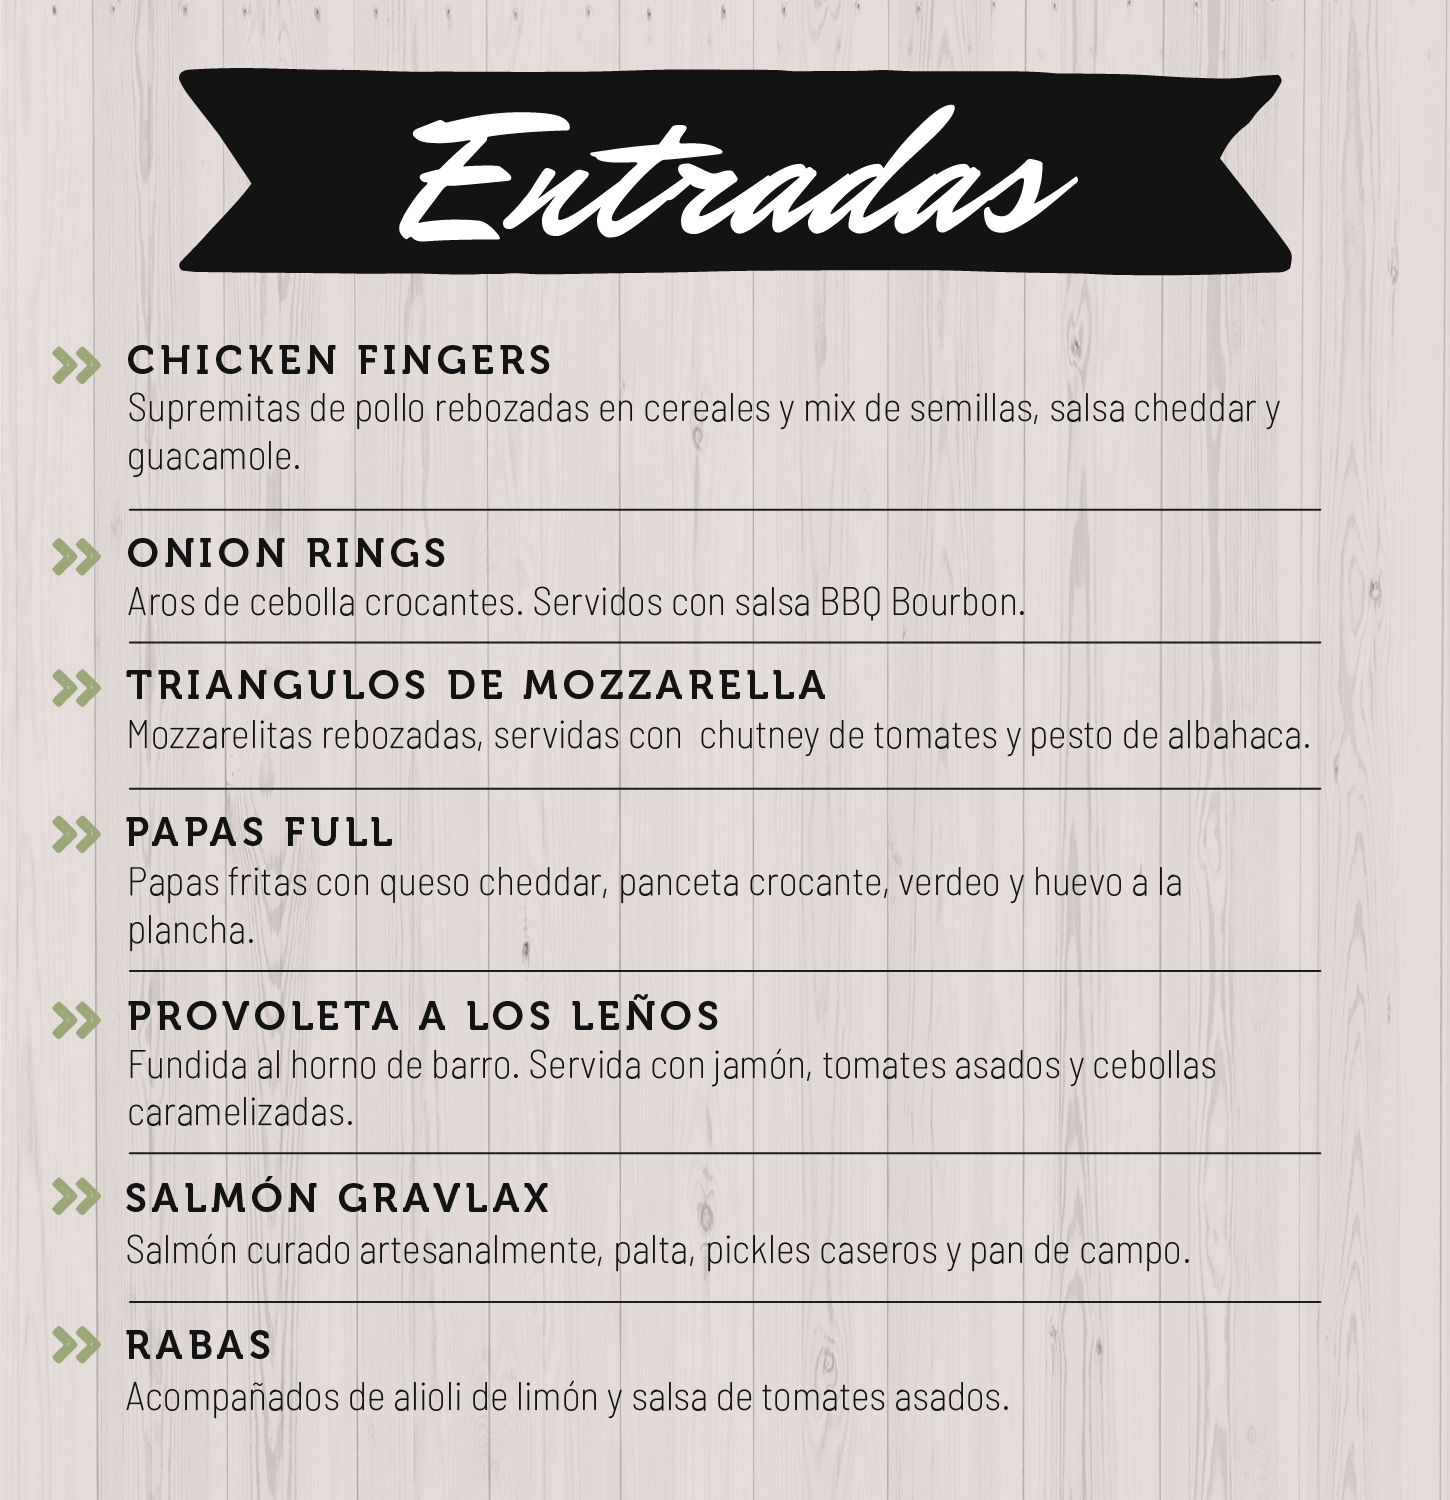 Entradas
CHICKEN FINGERS
Supremitas de pollo rebozadas en cereales y mix de semillas, salsa cheddar y
guacamole.
ONION RINGS
Aros de cebolla crocantes. Servidos con salsa BBQ Bourbon.
TRIANGULOS DE MOZZARELLA
Mozzarelitas rebozadas, servidas con chutney de tomates y pesto de albahaca.
PAPAS FULL
Papas fritas con queso cheddar, panceta crocante, verdeo y huevo a la
plancha.
PROVOLETA A LOS LEÑOS
Fundida al horno de barro. Servida con jamón, tomates asados y cebollas
caramelizadas.
SALMÓN GRAVLAX
Salmón curado artesanalmente, palta, pickles caseros y pan de campo.
RABAS
Acompañados de alioli de limón y salsa de tomates asados.